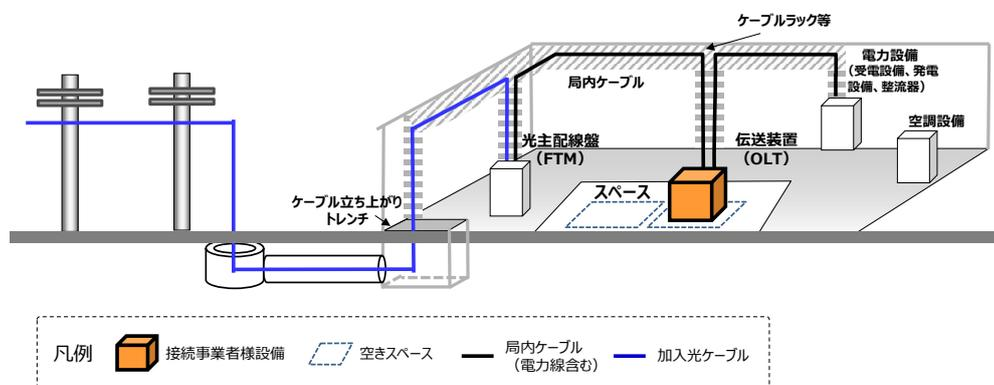 ケーブルラック等
電力設備
（受電設備、発電
設備、整流器）
局内ケーブル
空調設備
光主配線盤
（FTM）
伝送装置
（OLT）
スペース
ケーブル立ち上がり
トレンチ
凡例
接続事業者様設備
空きスペース
局内ケーブル
（電力線含む）
加入光ケーブル